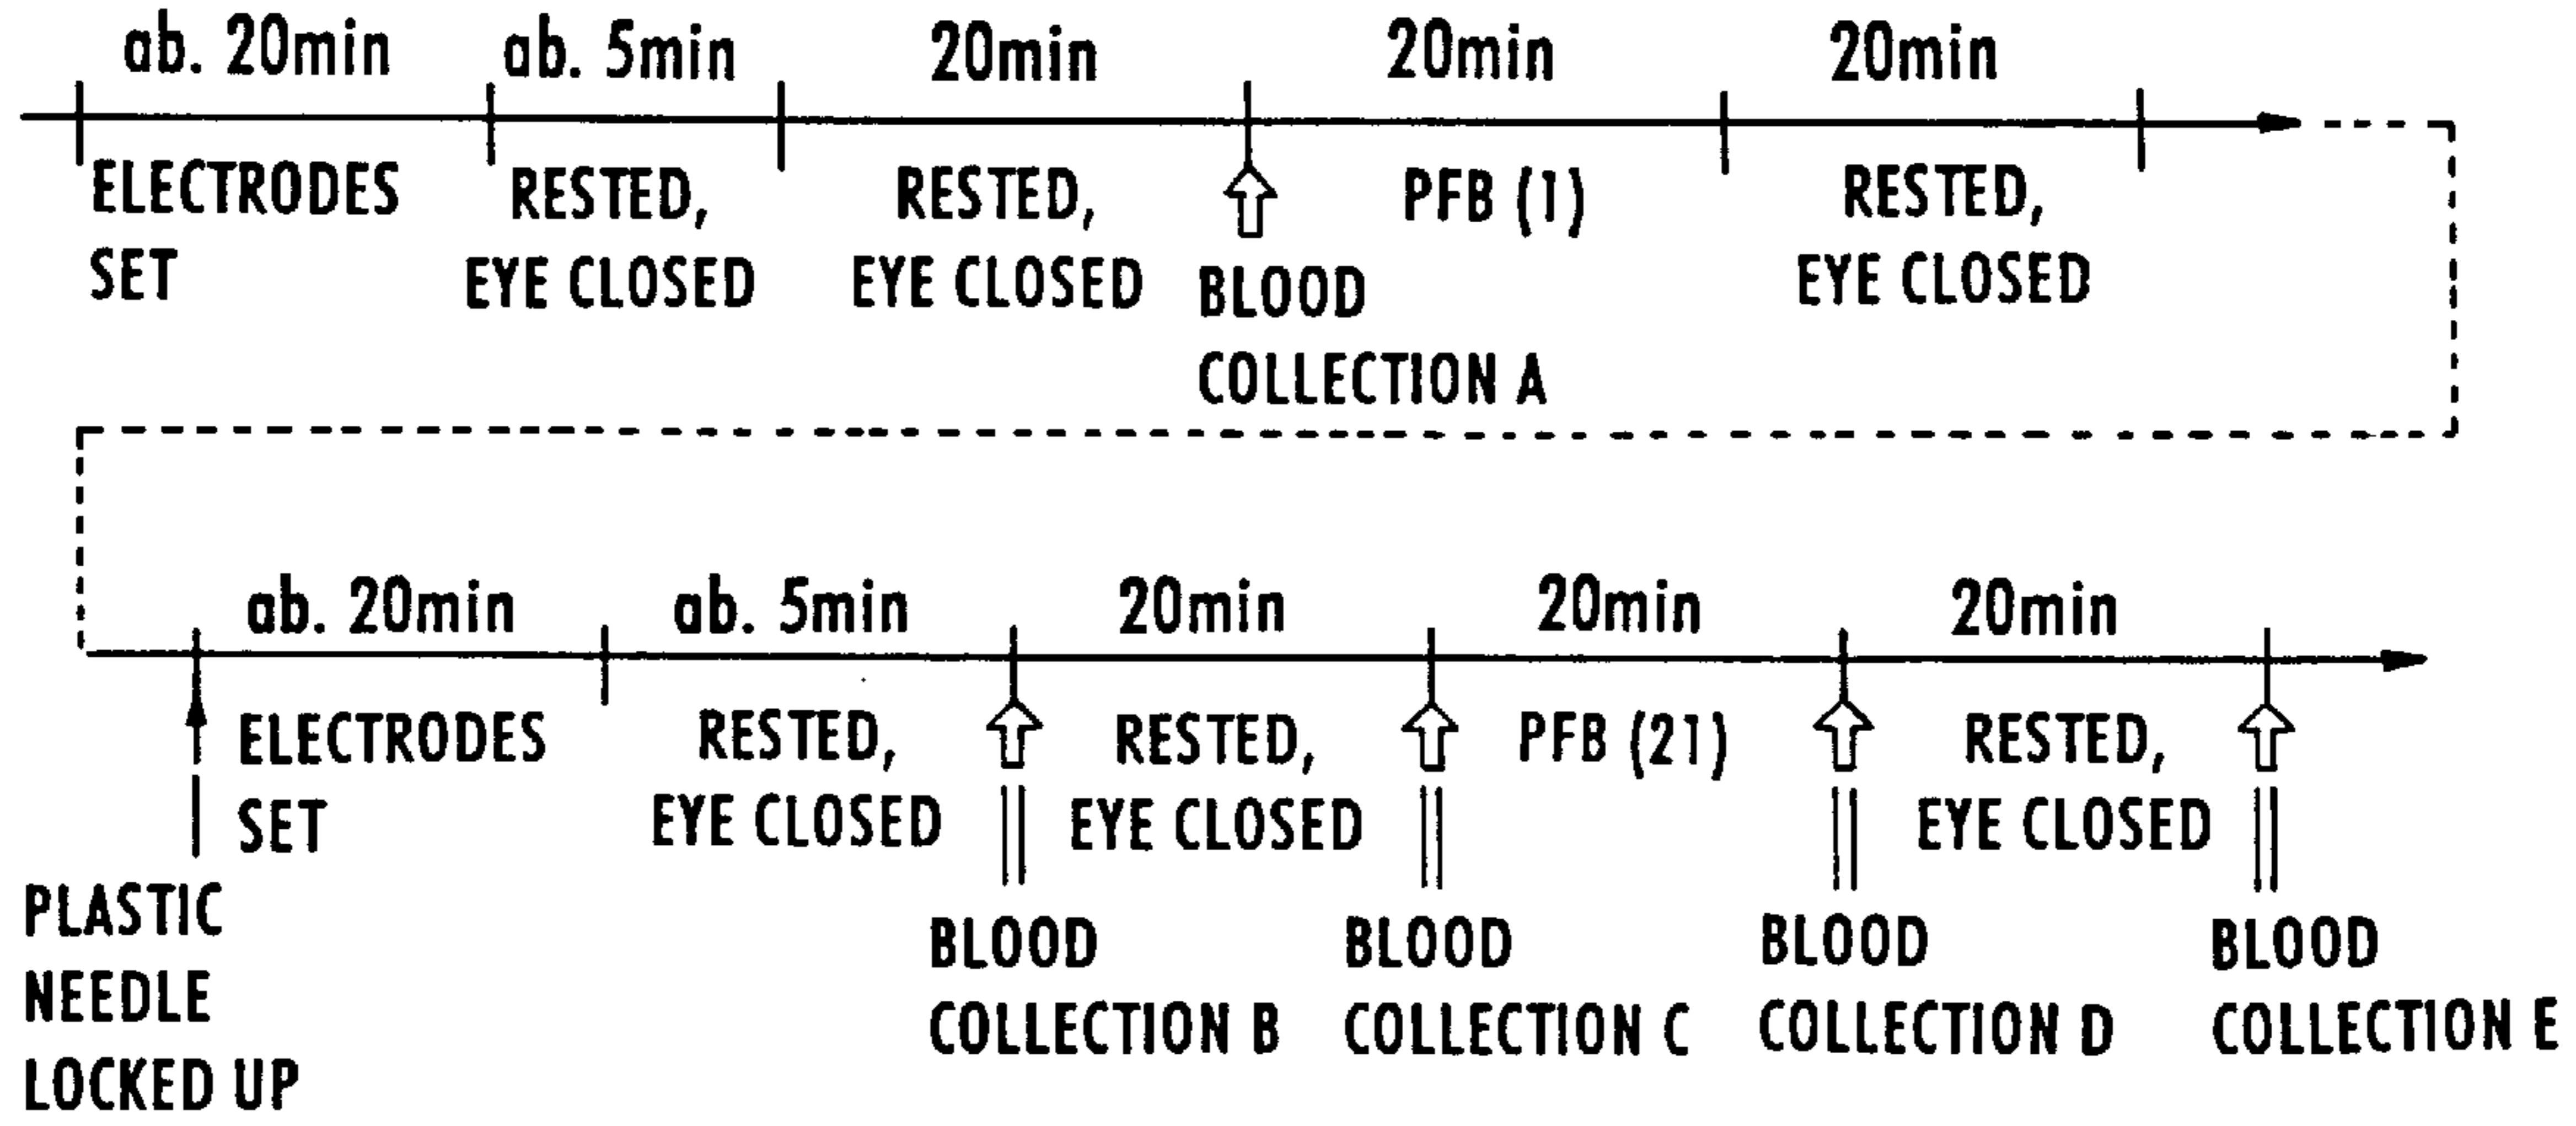 ab. 20min ab. 5min 20min 20min 20min
ELECTRODES
SET
RESTED,
EYE CLOSED
RESTED,
EYE CLOSED
BLOOD
COLLECTION A
PFB (1)
RESTED,
EYE CLOSED
ab. 20min ab. 5min 20min 20min 20min
PLASTIC
NEEDLE
LOCKED UP
ELECTRODES
SET
RESTED,
EYE CLOSED
BLOOD
COLLECTION B
RESTED,
EYE CLOSED
BLOOD
COLLECTION C
PFB (21)
BLOOD
COLLECTION D
RESTED,
EYE CLOSED
BLOOD
COLLECTION E